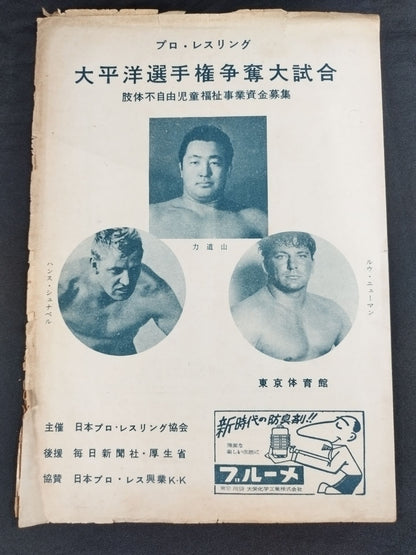 プロ・レスリング
大平洋選手権争奪大試合
肢体不自由児童福祉事業資金募集
力道山
ハンス・シュナベル
ルウ・ニューマン
東京体育館
主催 日本プロ・レスリング協会
後援 毎日新聞社・厚生省
協賛 日本プロ・レス興業K・K
新時代の防臭剤!!
ブルーメ